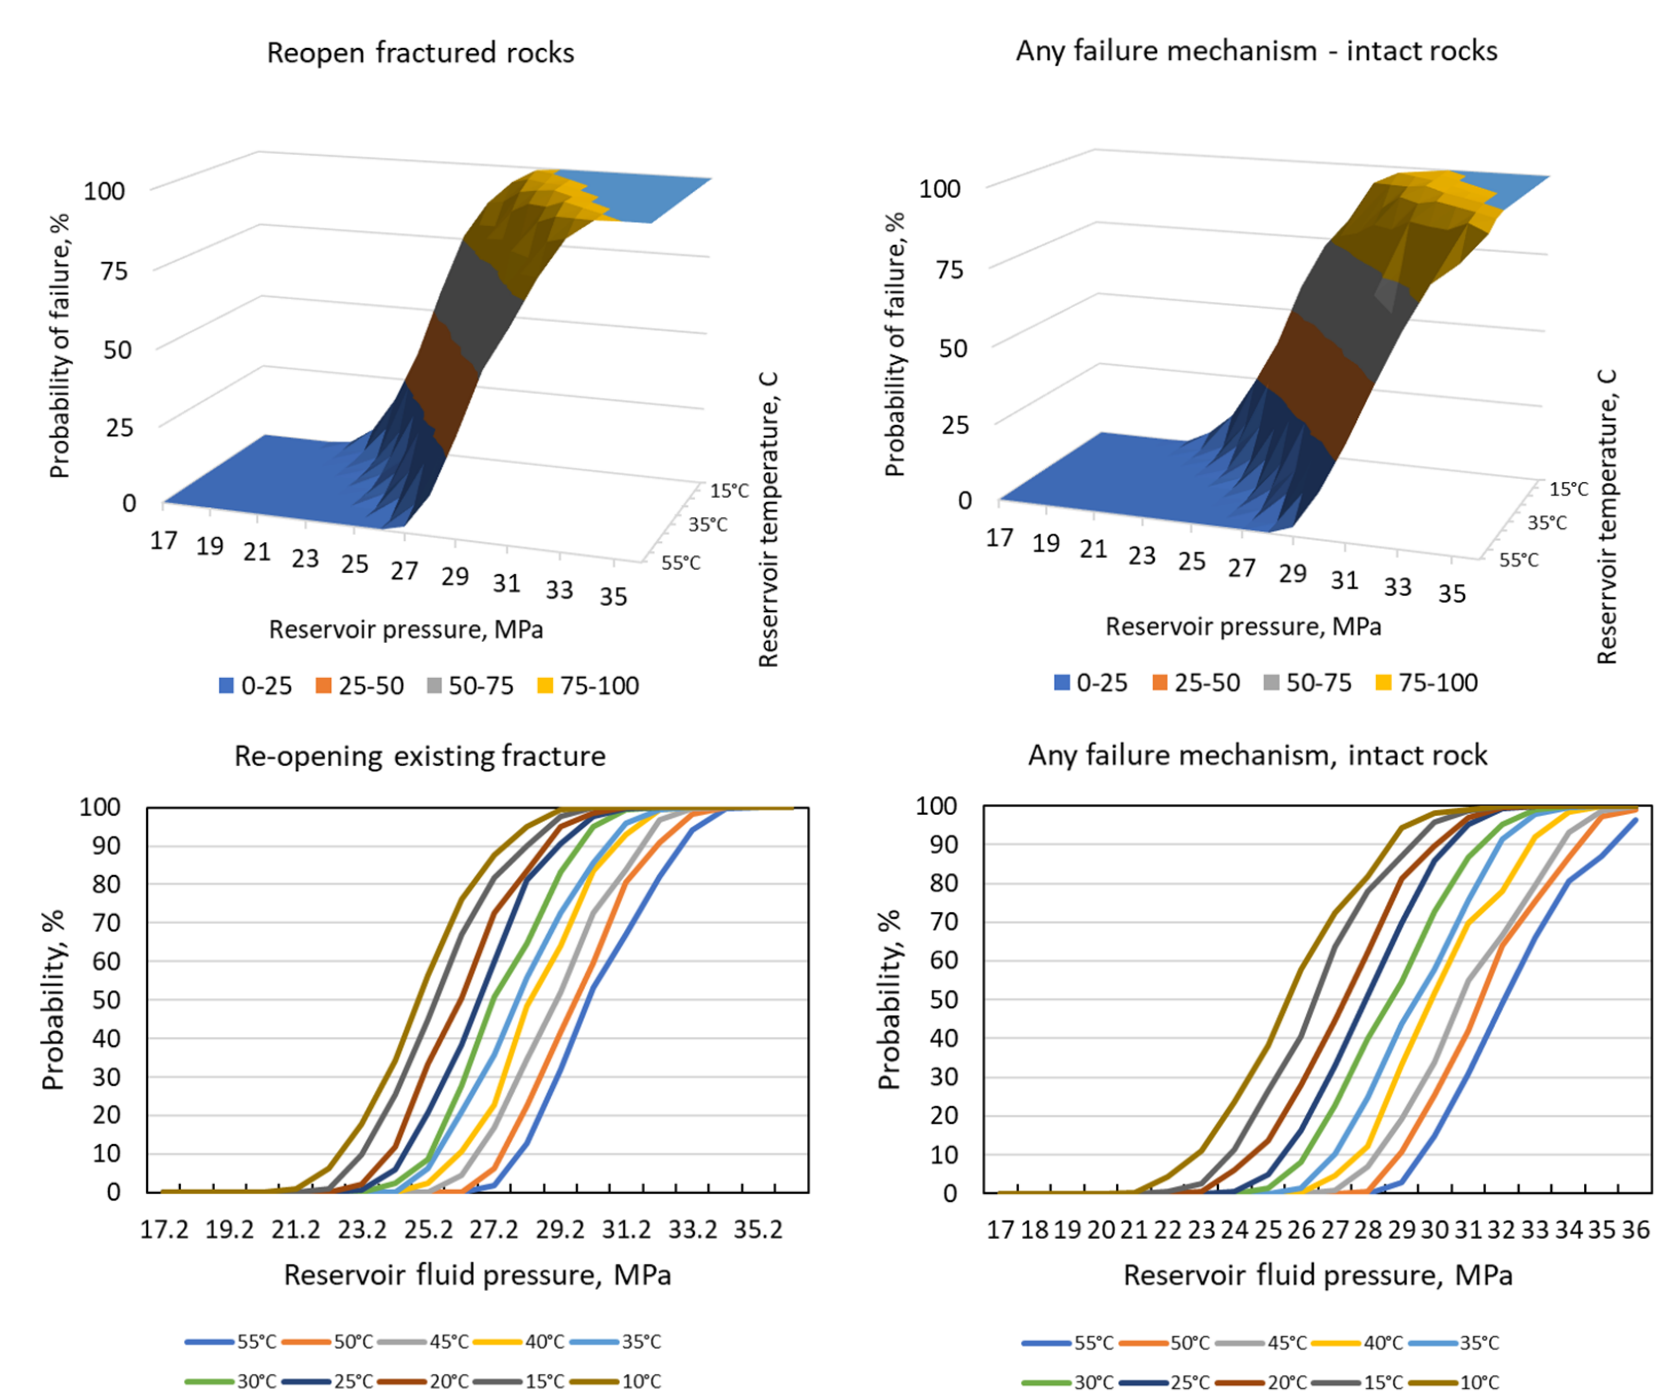 Reopen fractured rocks
Probability of failure, %
100
75
50
25
0
17 19 21 23 25 27 29 31 33 35
15°C
35°C
55°C
Reserrvoir temperature, C
Reservoir pressure, MPa
0-25 25-50 50-75 75-100
Any failure mechanism - intact rocks
Probability of failure, %
100
75
50
25
0
17 19 21 23 25 27 29 31 33 35
15°C
35°C
55°C
Reserrvoir temperature, C
Reservoir pressure, MPa
0-25 25-50 50-75 75-100
Re-opening existing fracture
Probability, %
100
90
80
70
60
50
40
30
20
10
0
17.2 19.2 21.2 23.2 25.2 27.2 29.2 31.2 33.2 35.2
Reservoir fluid pressure, MPa
55°C 50°C 45°C 40°C 35°C
30°C 25°C 20°C 15°C 10°C
Any failure mechanism, intact rock
Probability, %
100
90
80
70
60
50
40
30
20
10
0
17 18 19 20 21 22 23 24 25 26 27 28 29 30 31 32 33 34 35 36
Reservoir fluid pressure, MPa
55°C 50°C 45°C 40°C 35°C
30°C 25°C 20°C 15°C 10°C